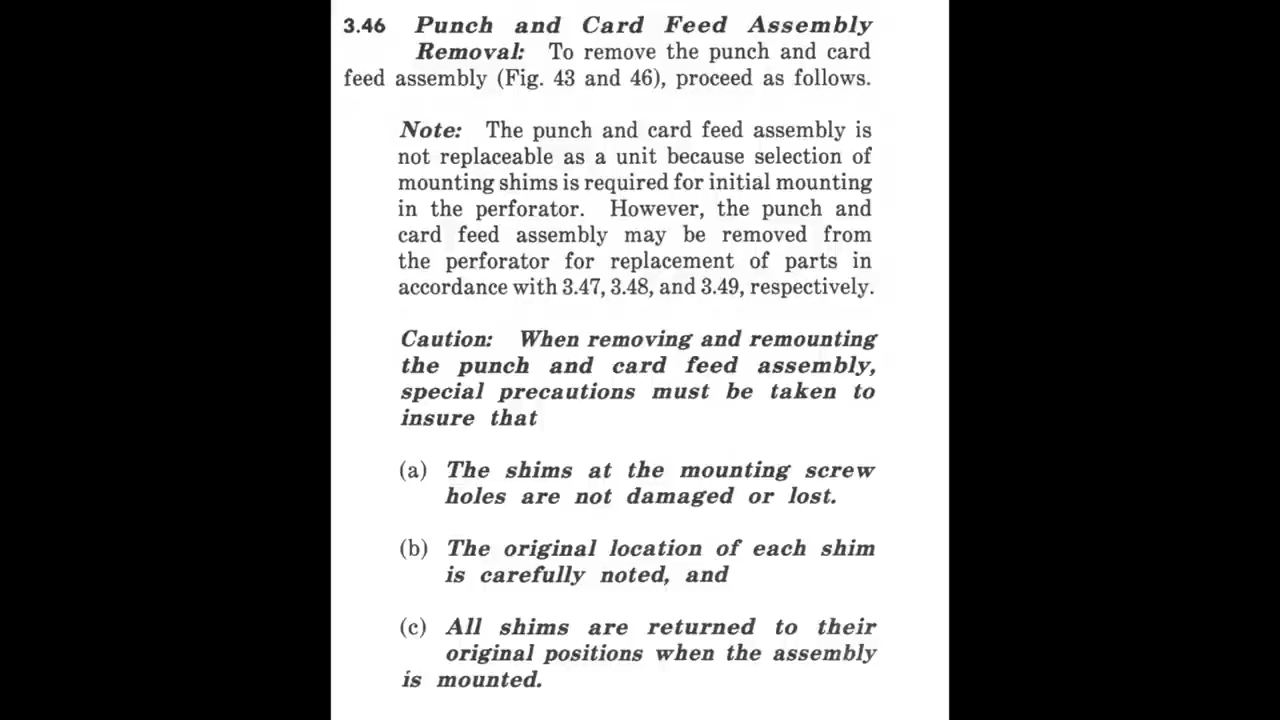 3.46 Punch and Card Feed Assembly
Removal: To remove the punch and card
feed assembly (Fig. 43 and 46), proceed as follows.
Note: The punch and card feed assembly is
not replaceable as a unit because selection of
mounting shims is required for initial mounting
in the perforator. However, the punch and
card feed assembly may be removed from
the perforator for replacement of parts in
accordance with 3.47, 3.48, and 3.49, respectively.
Caution: When removing and remounting
the punch and card feed assembly,
special precautions must be taken to
insure that
(a) The shims at the mounting screw
holes are not damaged or lost.
(b) The original location of each shim
is carefully noted, and
(c) All shims are returned to their
original positions when the assembly
is mounted.